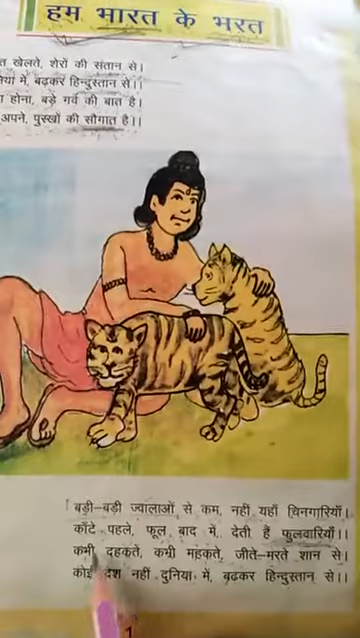 हम भारत के भरत
खेलते, शेरों की संतान से।
में, बढ़कर हिन्दुस्तान से।।
होना, बड़े गर्व की बात है।
अपने, पुरखों की सौगात है।।
बड़ी-बड़ी ज्वालाओं से कम, नहीं यहाँ चिनगारियाँ।
काँटे पहले, फूल बाद में, देती हैं फुलवारियाँ।।
कभी दहकते, कभी महकते, जीते-मरते शान से।
कोई देश नहीं दुनिया में, बढ़कर हिन्दुस्तान से।।
1